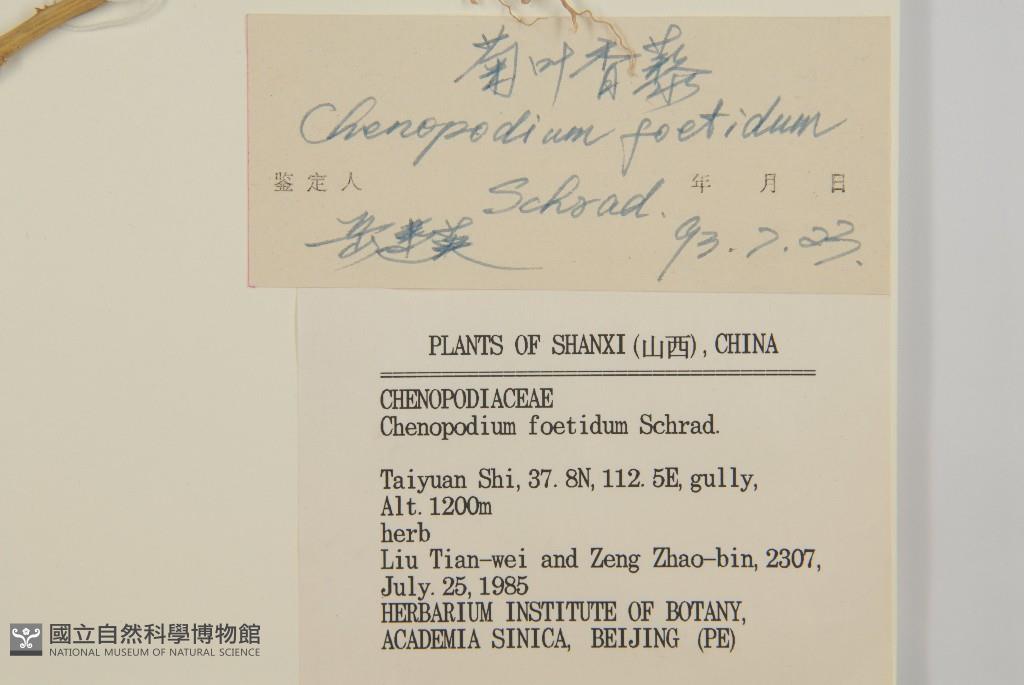 菊叶香藜
Chenopodium foetidum
鉴定人 Schrad. 年 月 日
岳建英 93.7.23.
PLANTS OF SHANXI (山西), CHINA
CHENOPODIACEAE
Chenopodium foetidum Schrad.
Taiyuan Shi, 37.8N, 112.5E, gully,
Alt. 1200m
herb
Liu Tian-wei and Zeng Zhao-bin, 2307,
July. 25, 1985
HERBARIUM INSTITUTE OF BOTANY,
ACADEMIA SINICA, BEIJING (PE)
國立自然科學博物館
NATIONAL MUSEUM OF NATURAL SCIENCE